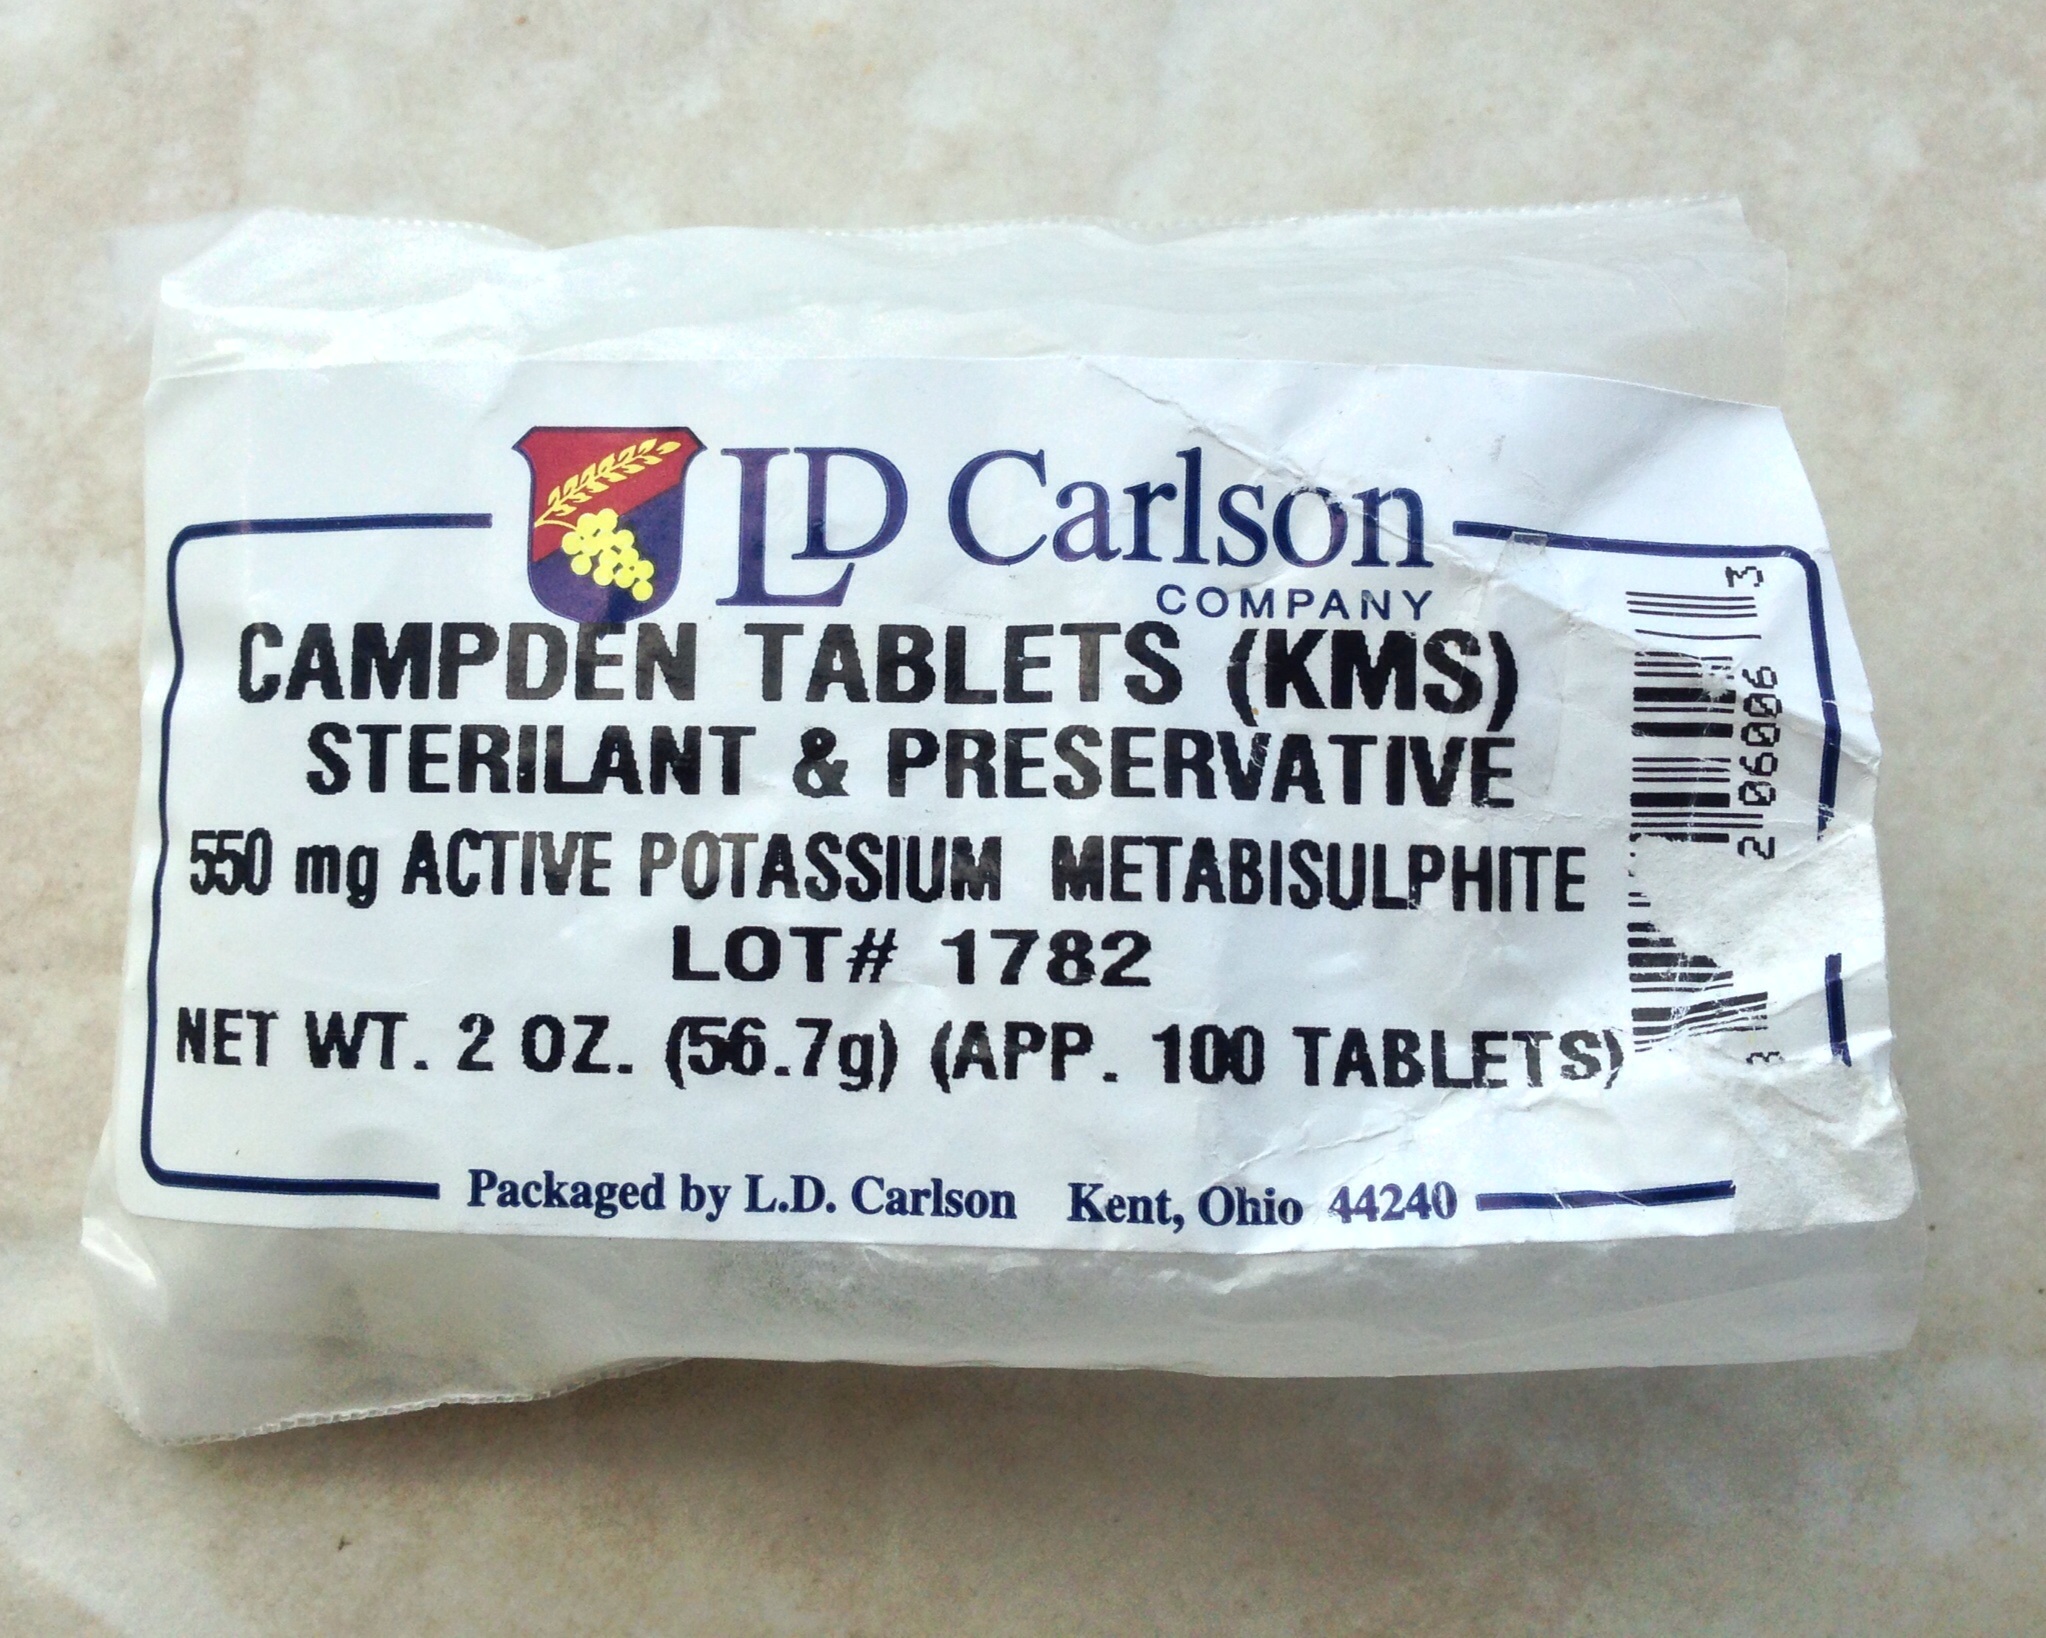 LD Carlson
COMPANY
CAMPDEN TABLETS (KMS)
STERILANT & PRESERVATIVE
550 mg ACTIVE POTASSIUM METABISULPHITE
LOT# 1782
NET WT. 2 OZ. (56.7g) (APP. 100 TABLETS)
Packaged by L.D. Carlson Kent, Ohio 44240